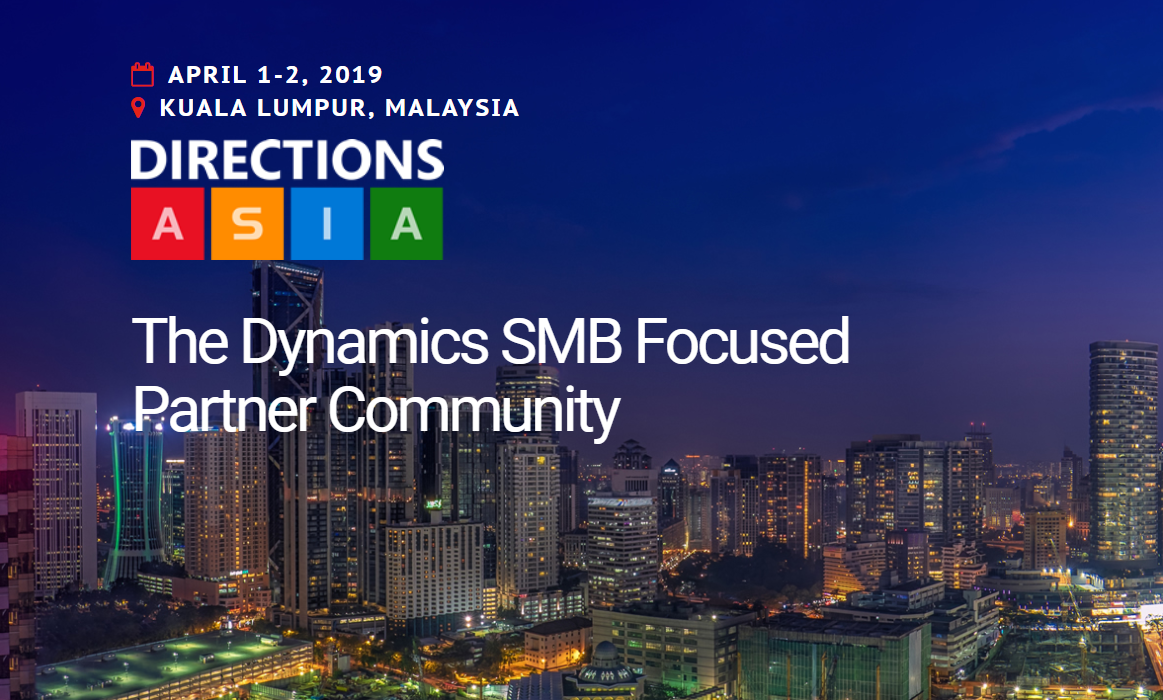 APRIL 1-2, 2019
KUALA LUMPUR, MALAYSIA
DIRECTIONS
ASIA
The Dynamics SMB Focused
Partner Community